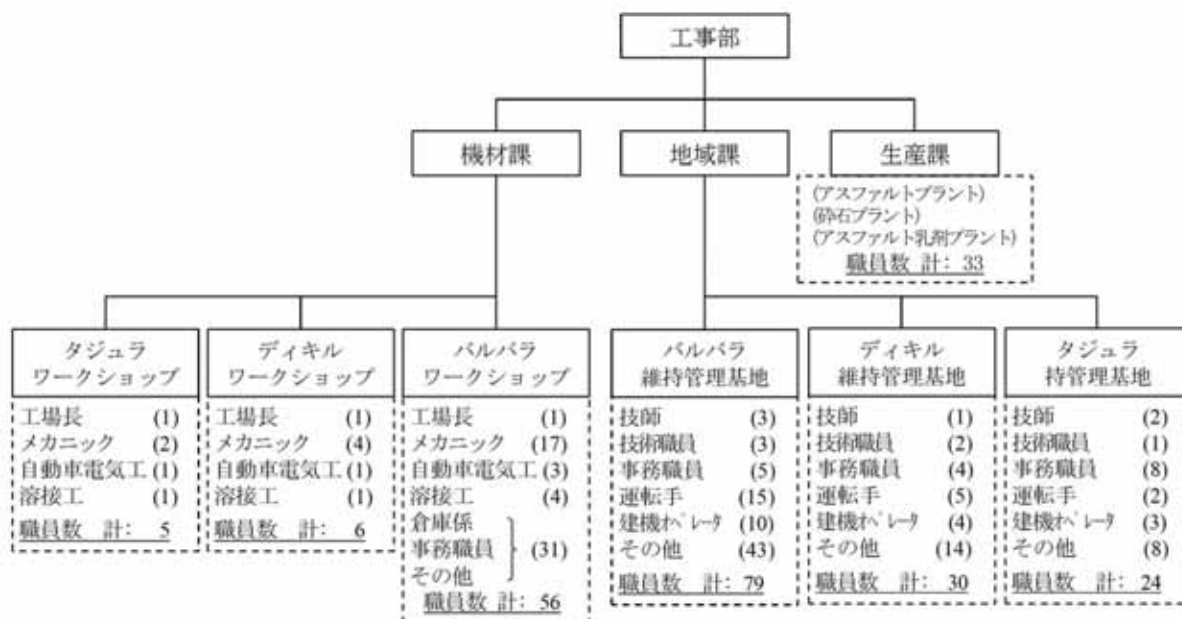 工事部
機材課
地域課
生産課
(アスファルトプラント)
(砕石プラント)
(アスファルト乳剤プラント)
職員数 計: 33
タジュラ
ワークショップ
工場長 (1)
メカニック (2)
自動車電気工 (1)
溶接工 (1)
職員数 計: 5
ディキル
ワークショップ
工場長 (1)
メカニック (4)
自動車電気工 (1)
溶接工 (1)
職員数 計: 6
バルバラ
ワークショップ
工場長 (1)
メカニック (17)
自動車電気工 (3)
溶接工 (4)
倉庫係
事務職員 (31)
その他
職員数 計: 56
バルバラ
維持管理基地
技師 (3)
技術職員 (3)
事務職員 (5)
運転手 (15)
建機オペレータ (10)
その他 (43)
職員数 計: 79
ディキル
維持管理基地
技師 (1)
技術職員 (2)
事務職員 (4)
運転手 (5)
建機オペレータ (4)
その他 (14)
職員数 計: 30
タジュラ
持管理基地
技師 (2)
技術職員 (1)
事務職員 (8)
運転手 (2)
建機オペレータ (3)
その他 (8)
職員数 計: 24